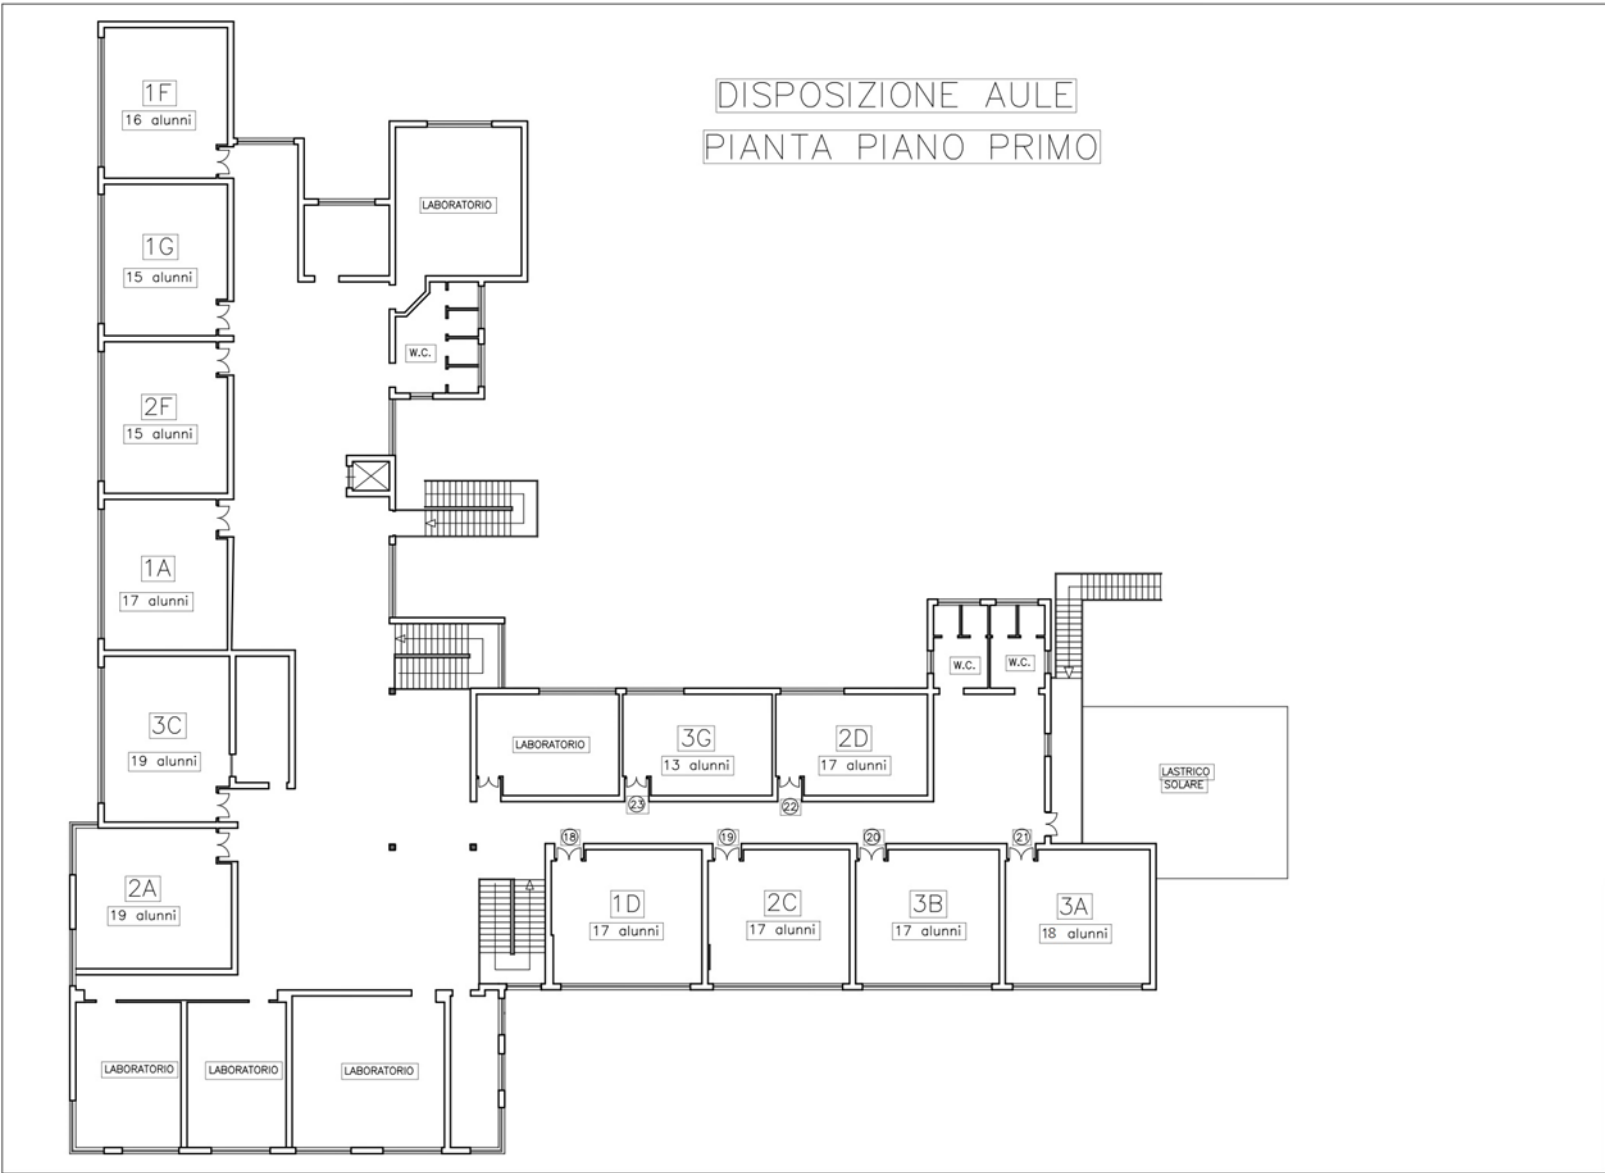 DISPOSIZIONE AULE
PIANTA PIANO PRIMO
1F
16 alunni
LABORATORIO
1G
15 alunni
W.C.
2F
15 alunni
1A
17 alunni
W.C.
W.C.
3C
19 alunni
LABORATORIO
3G
13 alunni
2D
17 alunni
LASTRICO
SOLARE
23
22
18
19
20
21
2A
19 alunni
1D
17 alunni
2C
17 alunni
3B
17 alunni
3A
18 alunni
LABORATORIO
LABORATORIO
LABORATORIO